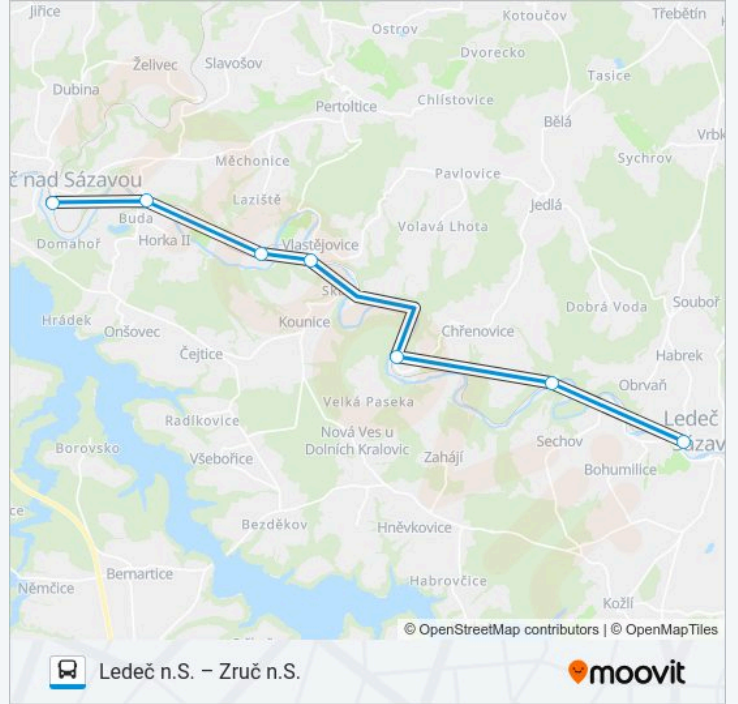 Jiřice
Kotoučov
Třebětín
Ostrov
Dvorecko
Želivec
Slavošov
Tasice
Dubina
Pertoltice
Chlístovice
Bělá
Vrbk
Sychrov
Měchonice
č nad Sázavou
Pavlovice
Laziště
Jedlá
Buda
Volavá Lhota
Domahoř
Horka II
Vlastějovice
Dobrá Voda
Souboř
Hrádek
Kounice
Onšovec
Chřenovice
Čejtice
Habrek
Obrvaň
Velká Paseka
Ledeč
Radíkovice
Nová Ves u
Dolních Kralovic
Sechov
Borovsko
Všebořice
Zahájí
Bohumilice
Bezděkov
Hněvkovice
Bernartice
Habrovčice
Němčice
Kožlí
© OpenStreetMap contributors | © OpenMapTiles
Ledeč n.S. – Zruč n.S.
moovit